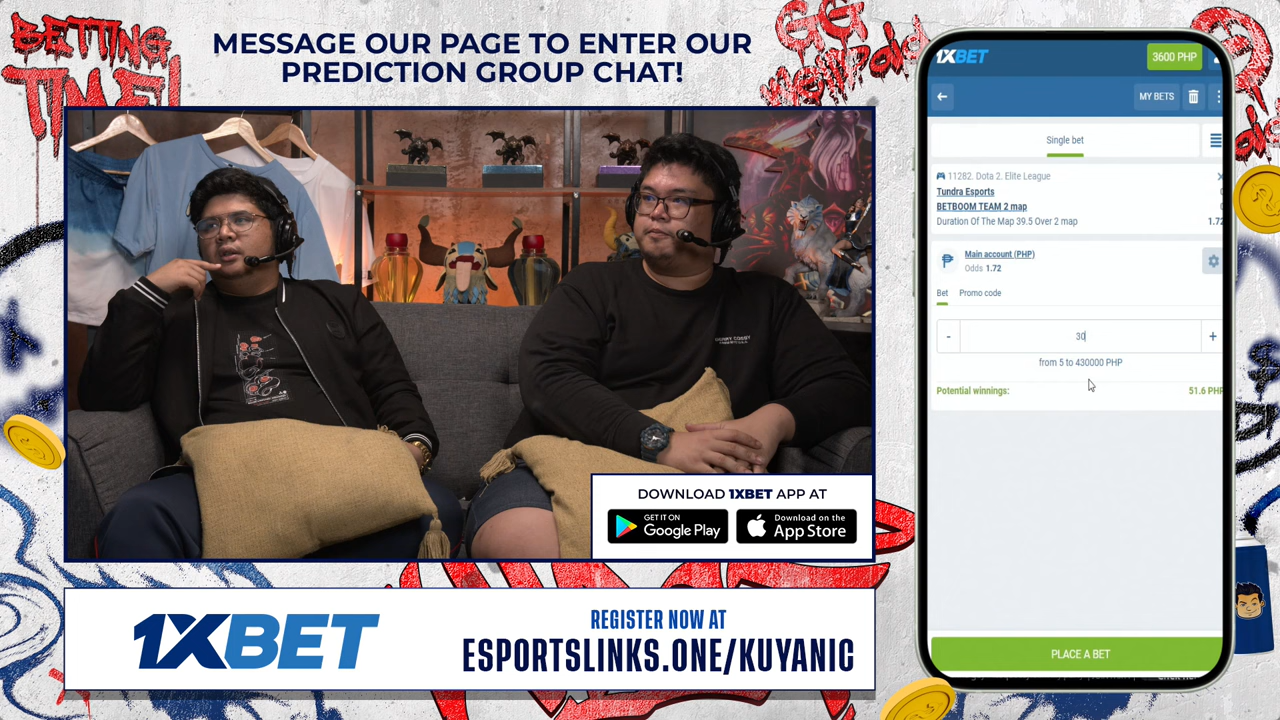 BETTING
TIME!
MESSAGE OUR PAGE TO ENTER OUR
PREDICTION GROUP CHAT!
GG
1XBET
3600 PHP
MY BETS
Single bet
11282. Dota 2. Elite League
Tundra Esports
BETBOOM TEAM 2 map
Duration Of The Map 39.5 Over 2 map
1.72
Main account (PHP)
Odds 1.72
Bet
Promo code
-
30
+
from 5 to 430000 PHP
Potential winnings:
51.6 PHP
PLACE A BET
DOWNLOAD 1XBET APP AT
GET IT ON
Google Play
Download on the
App Store
1XBET
REGISTER NOW AT
ESPORTSLINKS.ONE/KUYANIC